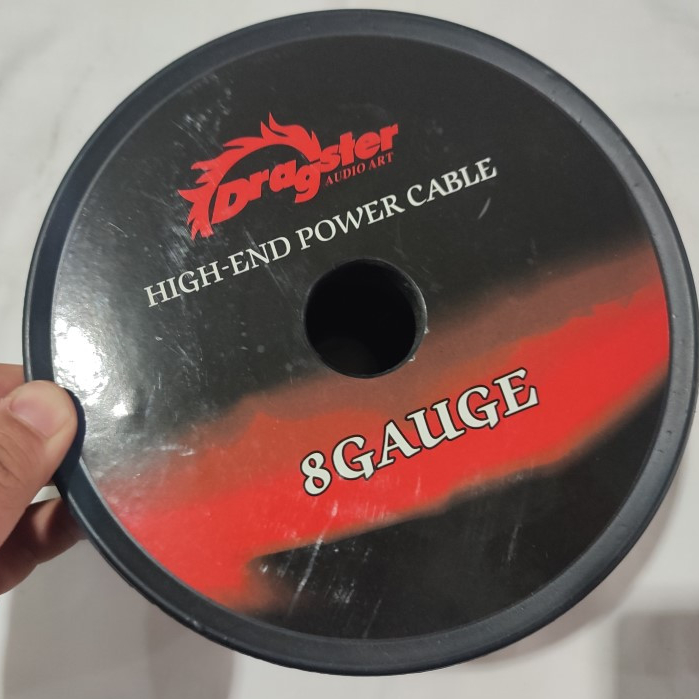 Dragster
AUDIO ART
HIGH-END POWER CABLE
8GAUGE